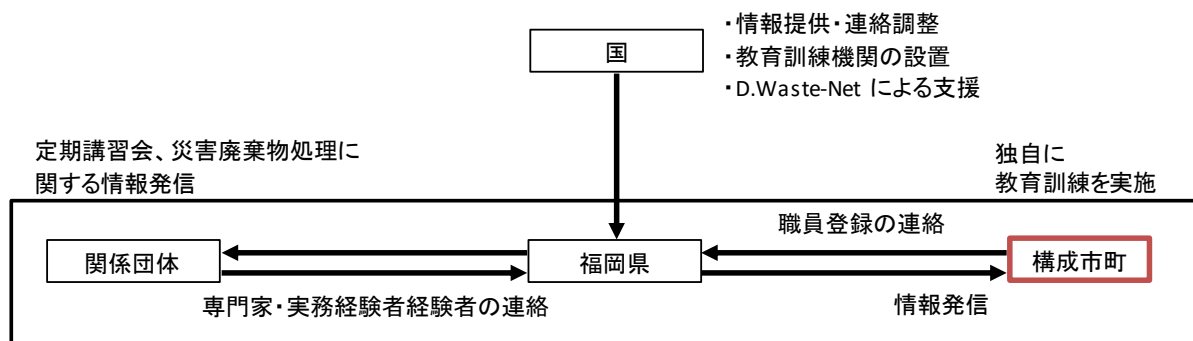 ・情報提供・連絡調整
国
・教育訓練機関の設置
・D.Waste-Net による支援
定期講習会、災害廃棄物処理に
関する情報発信
独自に
教育訓練を実施
職員登録の連絡
関係団体
福岡県
構成市町
専門家・実務経験者経験者の連絡
情報発信